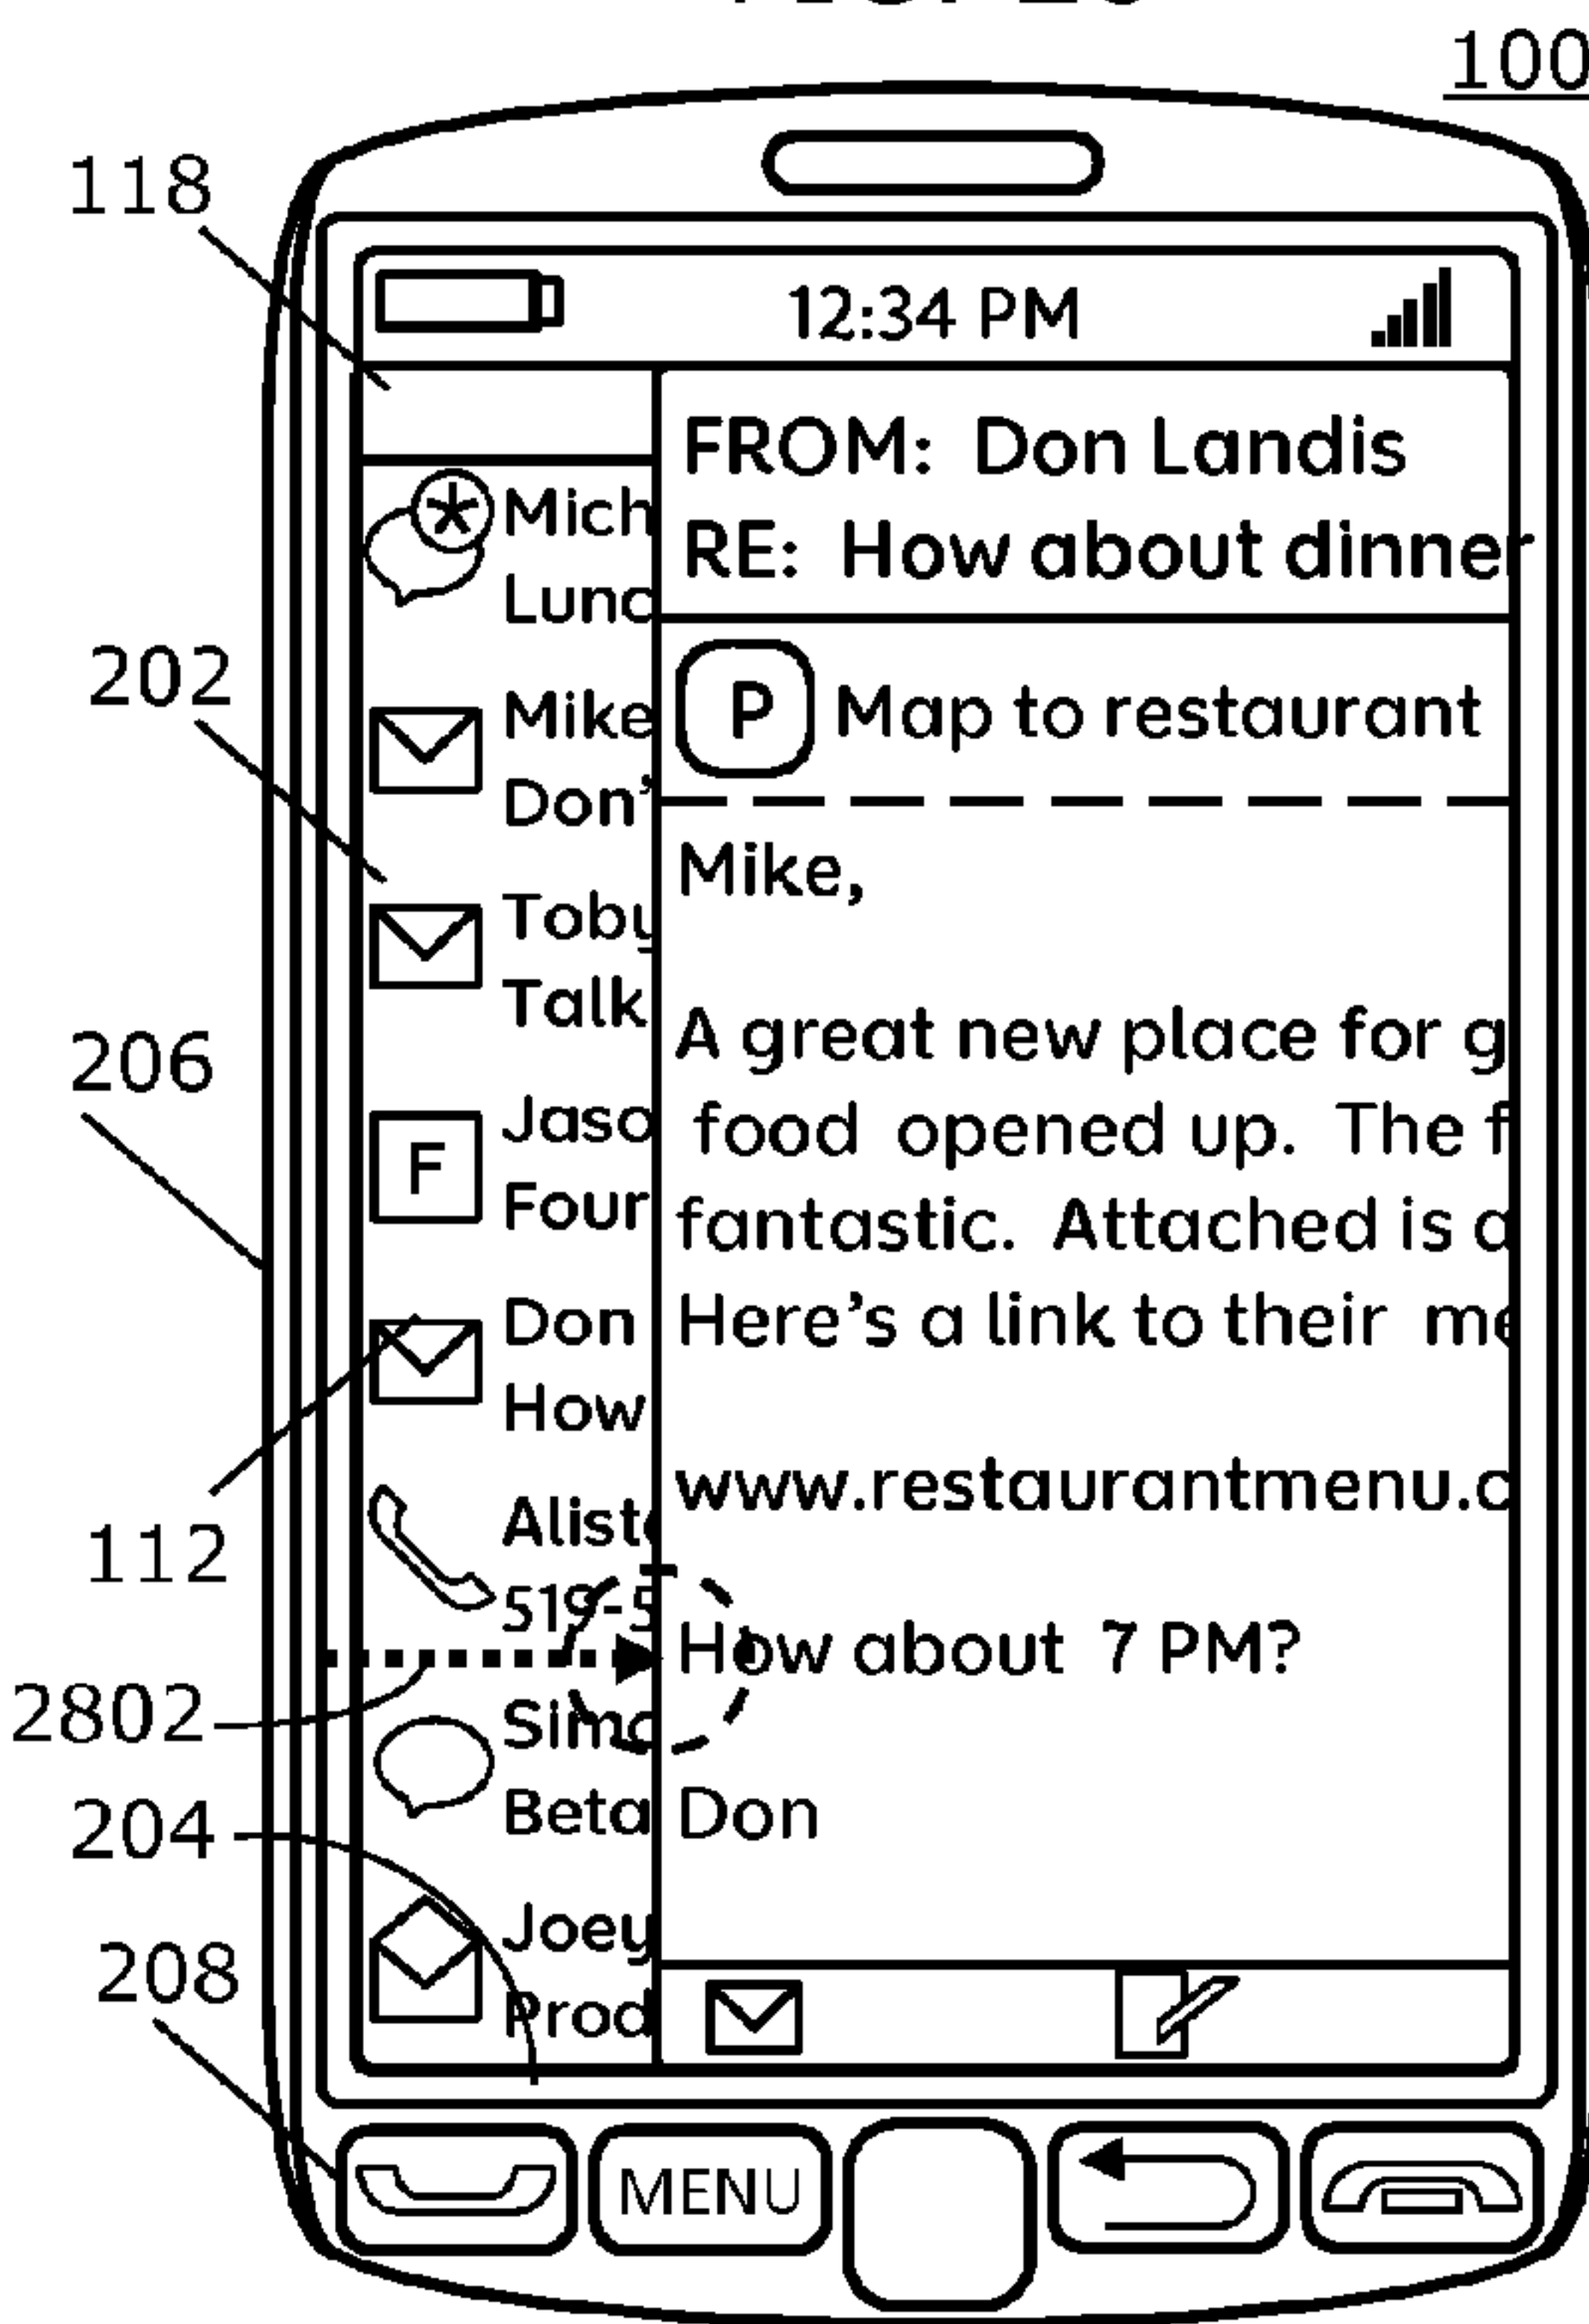 100
118
12:34 PM
FROM: Don Landis
RE: How about dinner
Mich
Lunc
202
Mike
Don'
P Map to restaurant
Mike,
Toby
Talk
A great new place for g
206
Jaso
food opened up. The f
F
Four
fantastic. Attached is a
Don
Here's a link to their me
How
www.restaurantmenu.c
112
Alist
519-5
How about 7 PM?
2802
Simo
204
Beta
Don
208
Joey
Prod
MENU